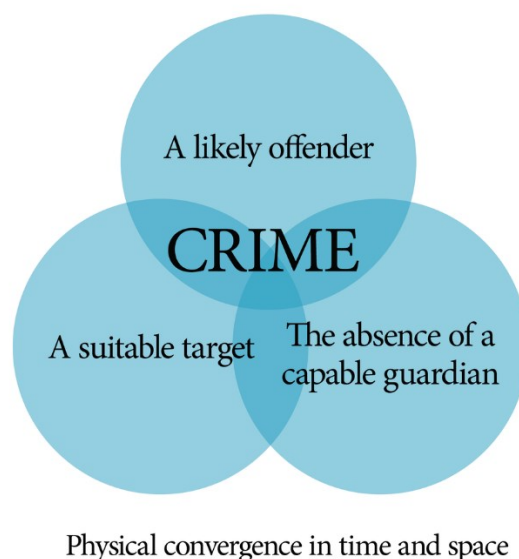 A likely offender
CRIME
A suitable target
The absence of a
capable guardian
Physical convergence in time and space